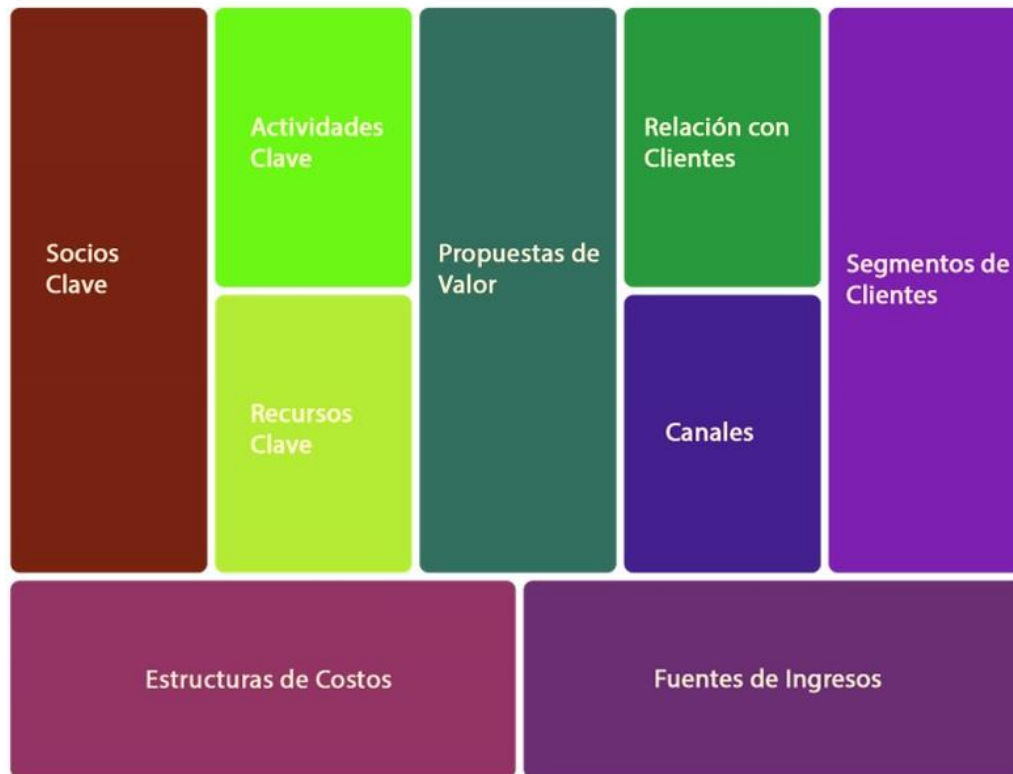 Socios
Clave
Actividades
Clave
Recursos
Clave
Propuestas de
Valor
Relación con
Clientes
Canales
Segmentos de
Clientes
Estructuras de Costos
Fuentes de Ingresos